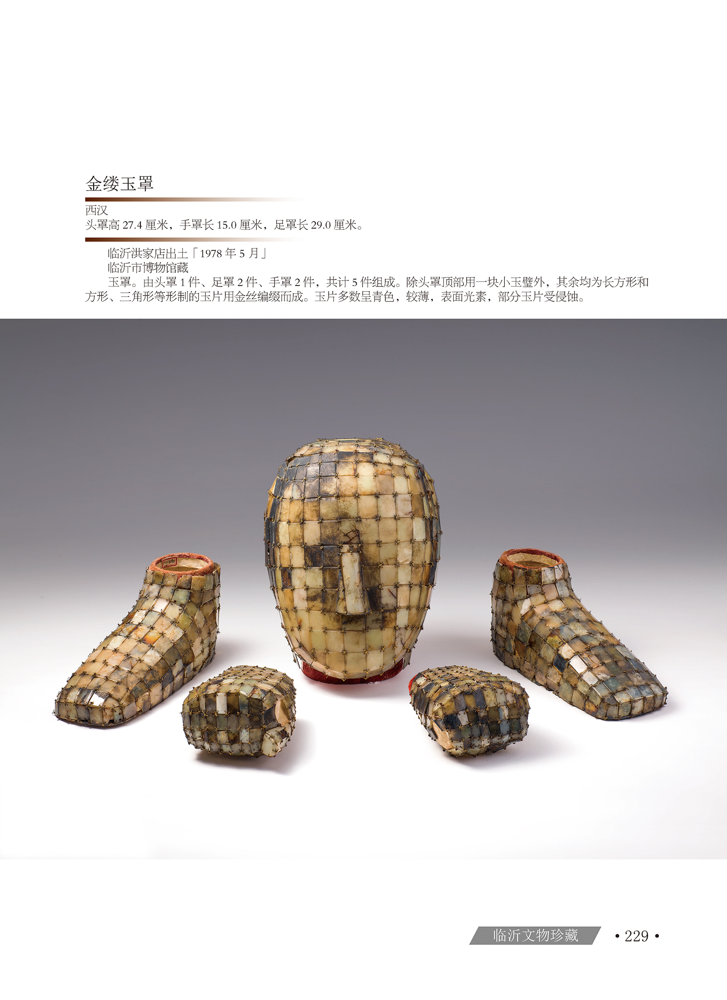 金缕玉罩
西汉
头罩高 27.4 厘米，手罩长 15.0 厘米，足罩长 29.0 厘米。
临沂洪家店出土「1978 年 5 月」
临沂市博物馆藏
玉罩。由头罩 1 件、足罩 2 件、手罩 2 件，共计 5 件组成。除头罩顶部用一块小玉璧外，其余均为长方形和
方形、三角形等形制的玉片用金丝编缀而成。玉片多数呈青色，较薄，表面光素，部分玉片受侵蚀。
临沂文物珍藏 • 229 •